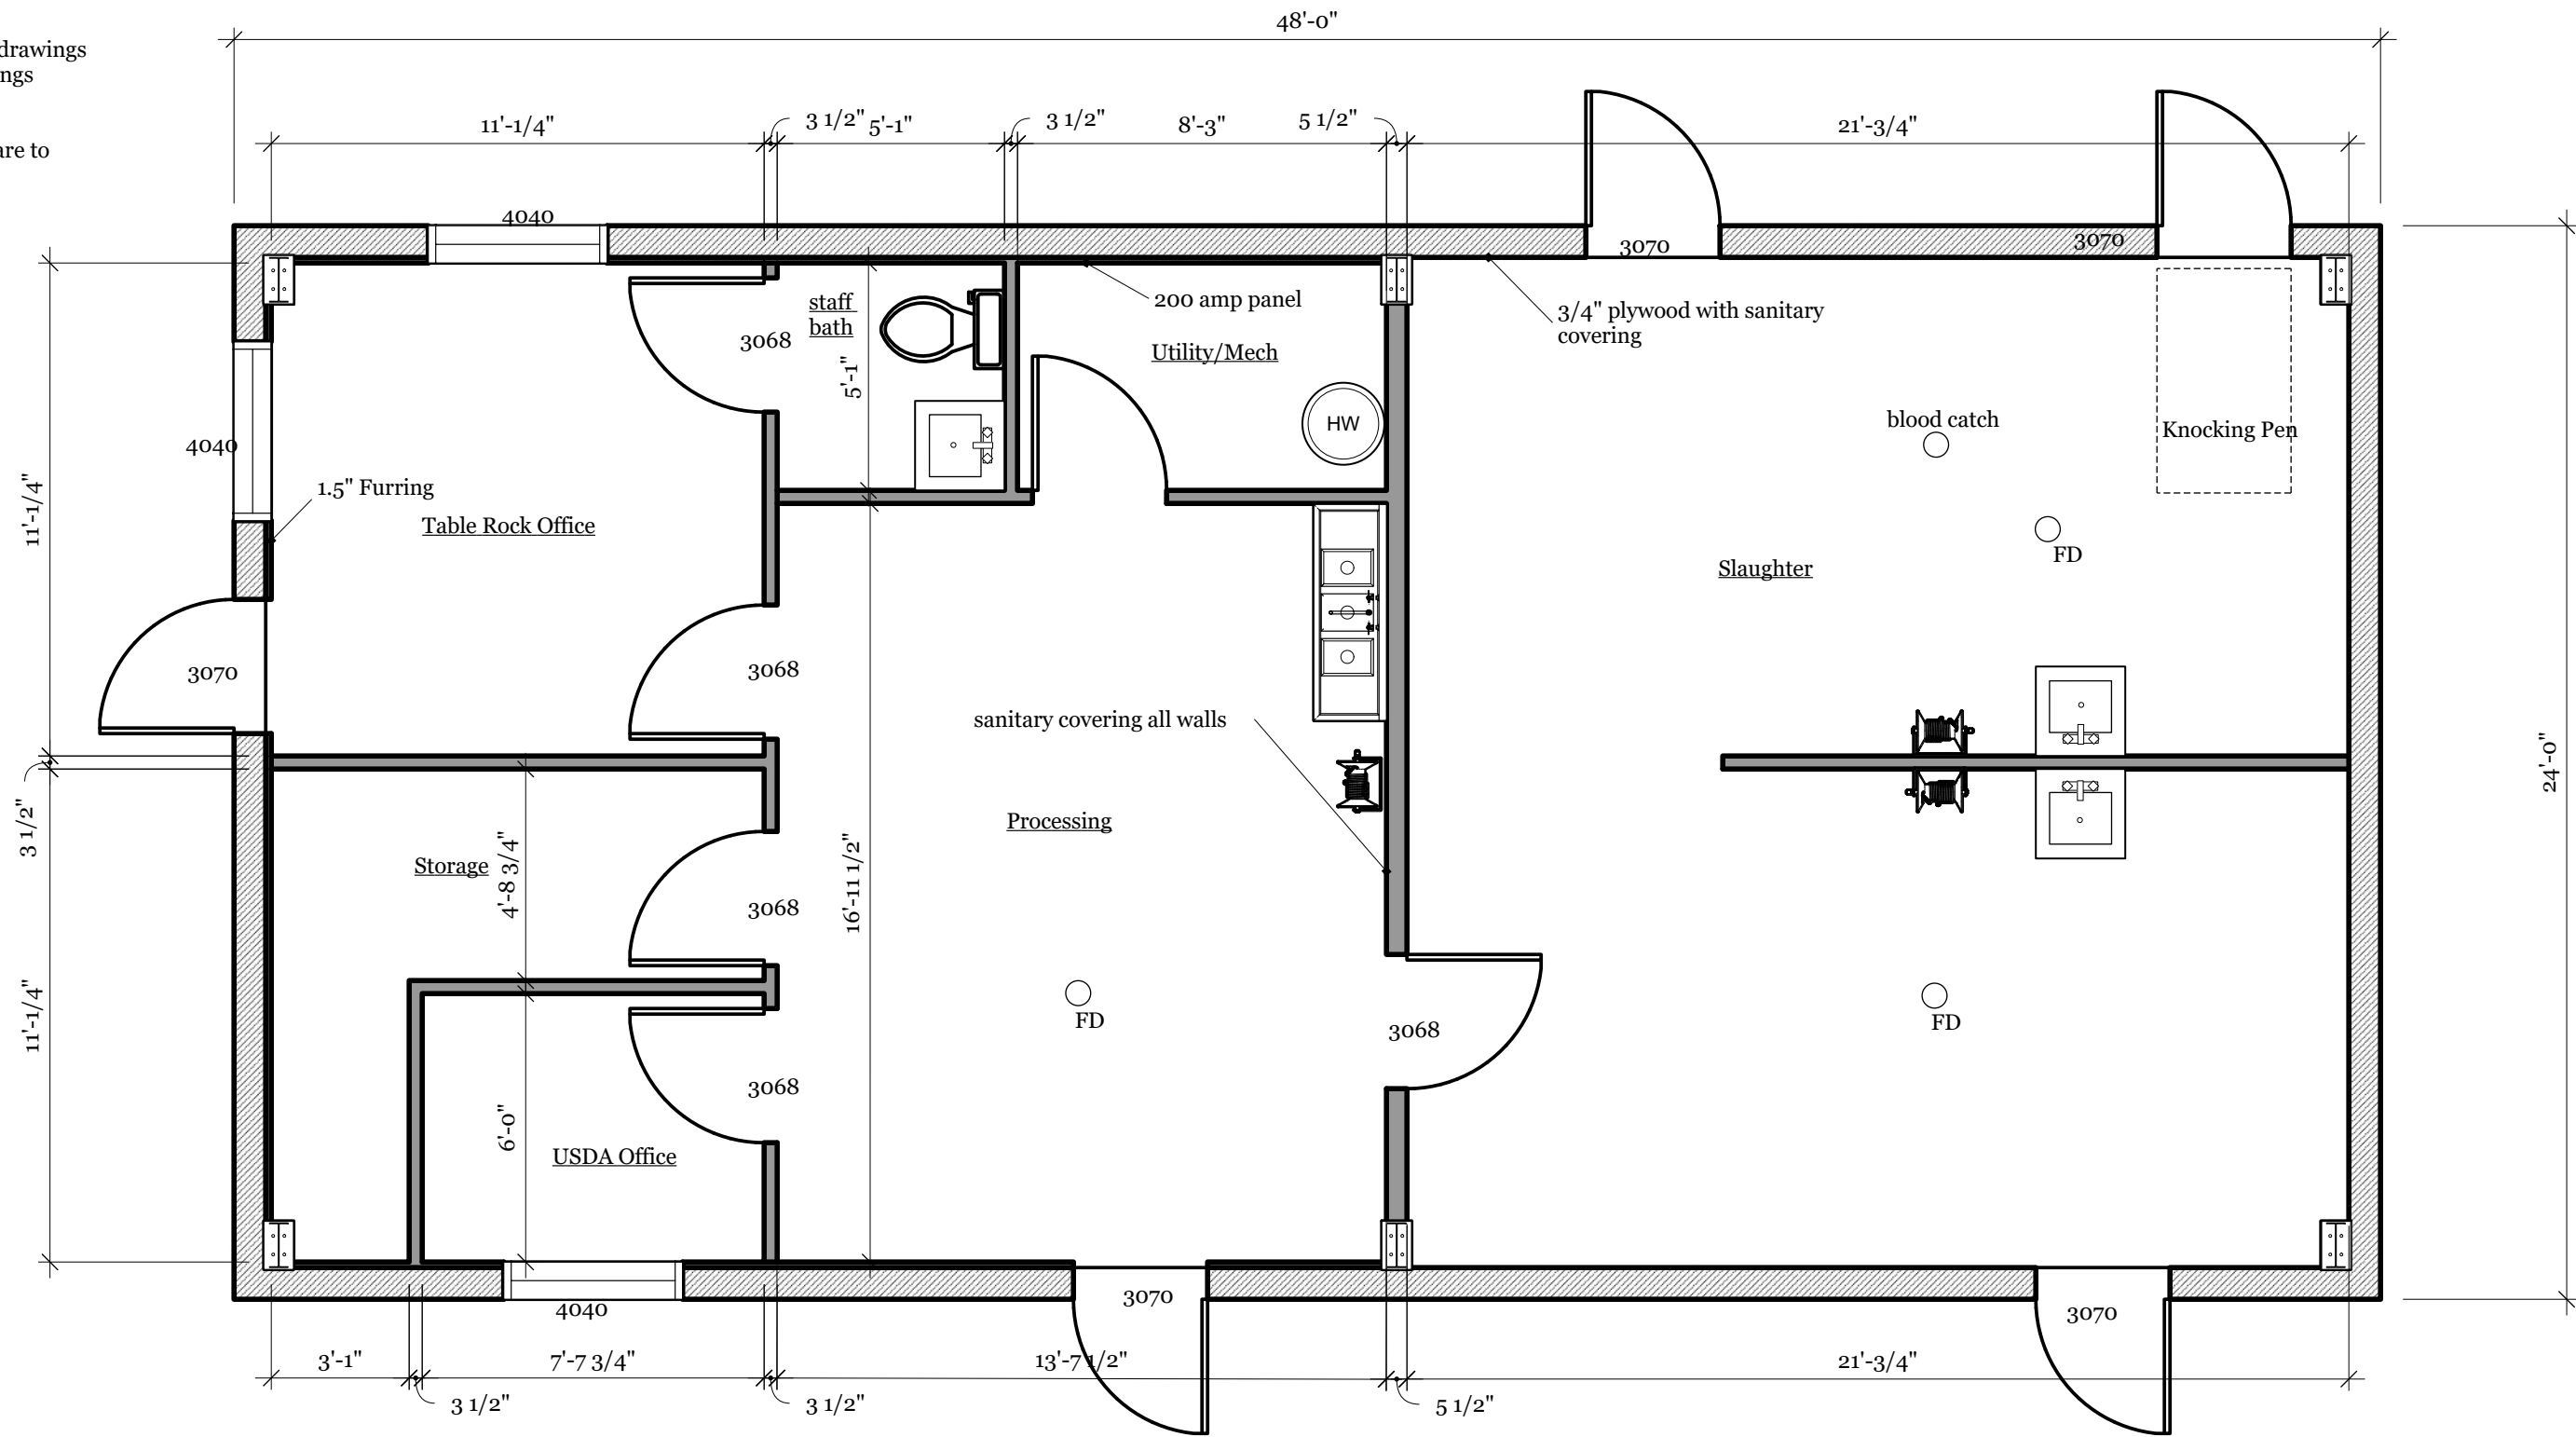 48'-0"
drawings
ngs
are to
11'-1/4"
3 1/2"
5'-1"
3 1/2"
8'-3"
5 1/2"
21'-3/4"
4040
3070
3070
staff
bath
200 amp panel
3/4" plywood with sanitary
covering
3068
Utility/Mech
5'-1"
HW
blood catch
Knocking Pen
4040
1.5" Furring
11'-1/4"
Table Rock Office
FD
Slaughter
3070
3068
sanitary covering all walls
24'-0"
3 1/2"
Processing
Storage
4'-8 3/4"
16'-11 1/2"
3068
11'-1/4"
FD
3068
FD
3068
6'-0"
USDA Office
4040
3070
3070
3'-1"
7'-7 3/4"
13'-7 1/2"
21'-3/4"
3 1/2"
3 1/2"
5 1/2"